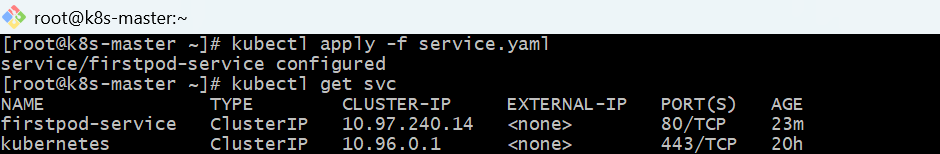 root@k8s-master:~
[root@k8s-master ~]# kubectl apply -f service.yaml
service/firstpod-service configured
[root@k8s-master ~]# kubectl get svc
NAME TYPE CLUSTER-IP EXTERNAL-IP PORT(S) AGE
firstpod-service ClusterIP 10.97.240.14 <none> 80/TCP 23m
kubernetes ClusterIP 10.96.0.1 <none> 443/TCP 20h